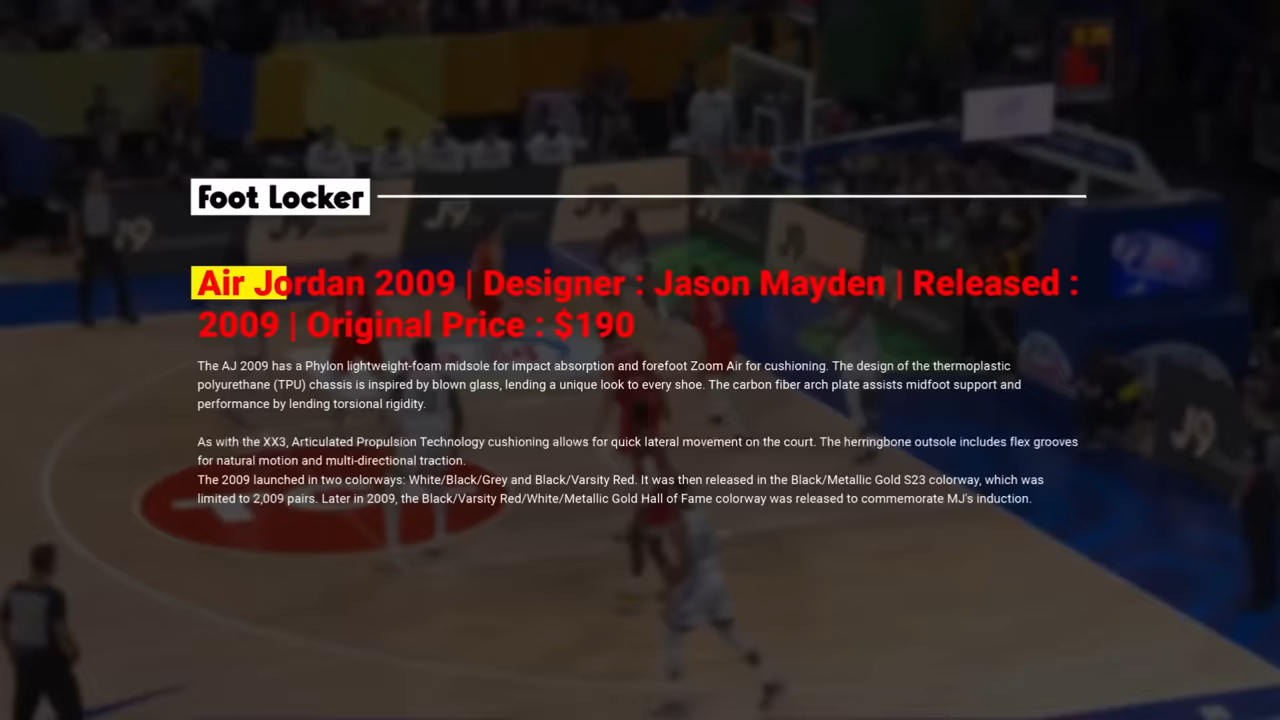 Foot Locker
Air Jordan 2009 | Designer : Jason Mayden | Released :
2009 | Original Price : $190
The AJ 2009 has a Phylon lightweight-foam midsole for impact absorption and forefoot Zoom Air for cushioning. The design of the thermoplastic
polyurethane (TPU) chassis is inspired by blown glass, lending a unique look to every shoe. The carbon fiber arch plate assists midfoot support and
performance by lending torsional rigidity.
As with the XX3, Articulated Propulsion Technology cushioning allows for quick lateral movement on the court. The herringbone outsole includes flex grooves
for natural motion and multi-directional traction.
The 2009 launched in two colorways: White/Black/Grey and Black/Varsity Red. It was then released in the Black/Metallic Gold S23 colorway, which was
limited to 2,009 pairs. Later in 2009, the Black/Varsity Red/White/Metallic Gold Hall of Fame colorway was released to commemorate MJ's induction.
J9
J9
J9